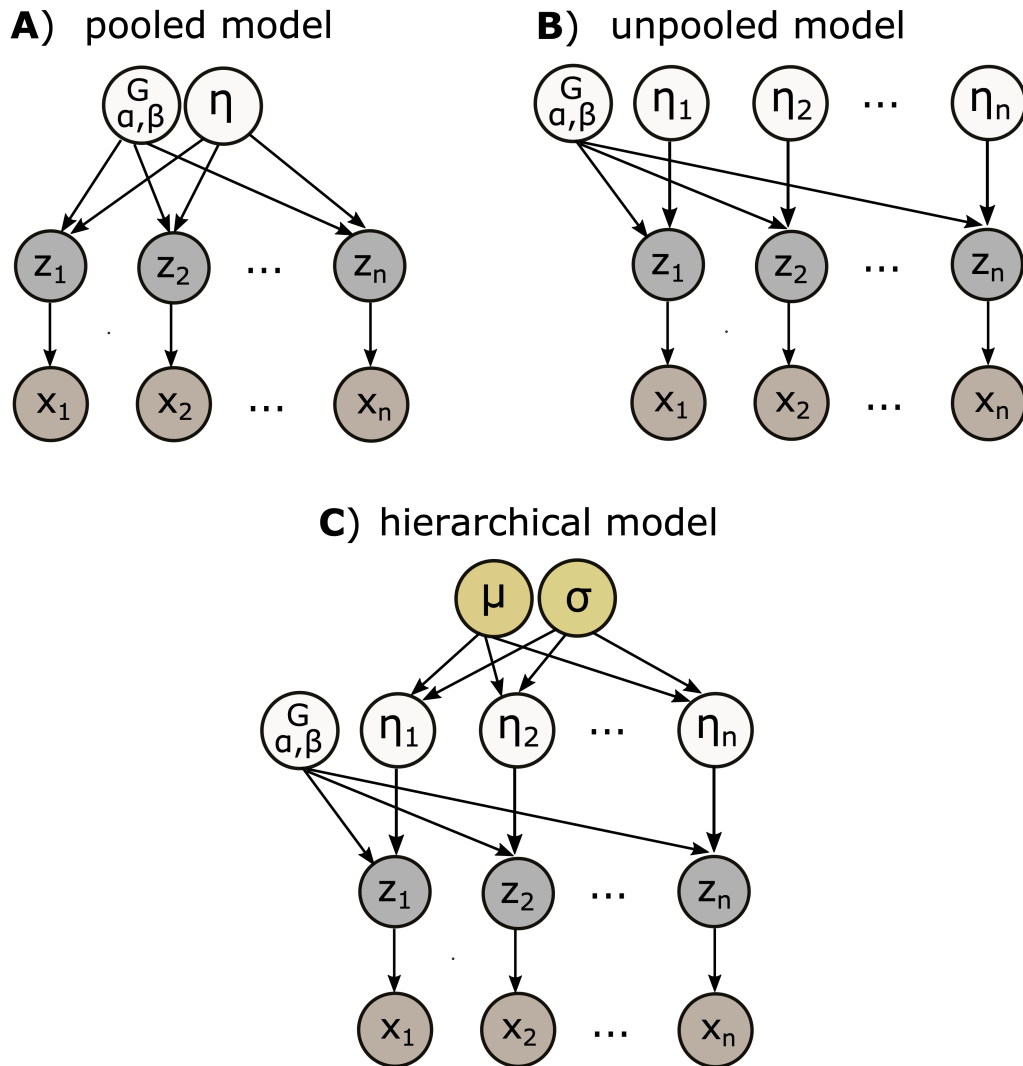 A) pooled model
G
α,β
η
z₁
z₂
...
zₙ
x₁
x₂
...
xₙ
B) unpooled model
G
α,β
η₁
η₂
...
ηₙ
z₁
z₂
...
zₙ
x₁
x₂
...
xₙ
C) hierarchical model
μ
σ
G
α,β
η₁
η₂
...
ηₙ
z₁
z₂
...
zₙ
x₁
x₂
...
xₙ